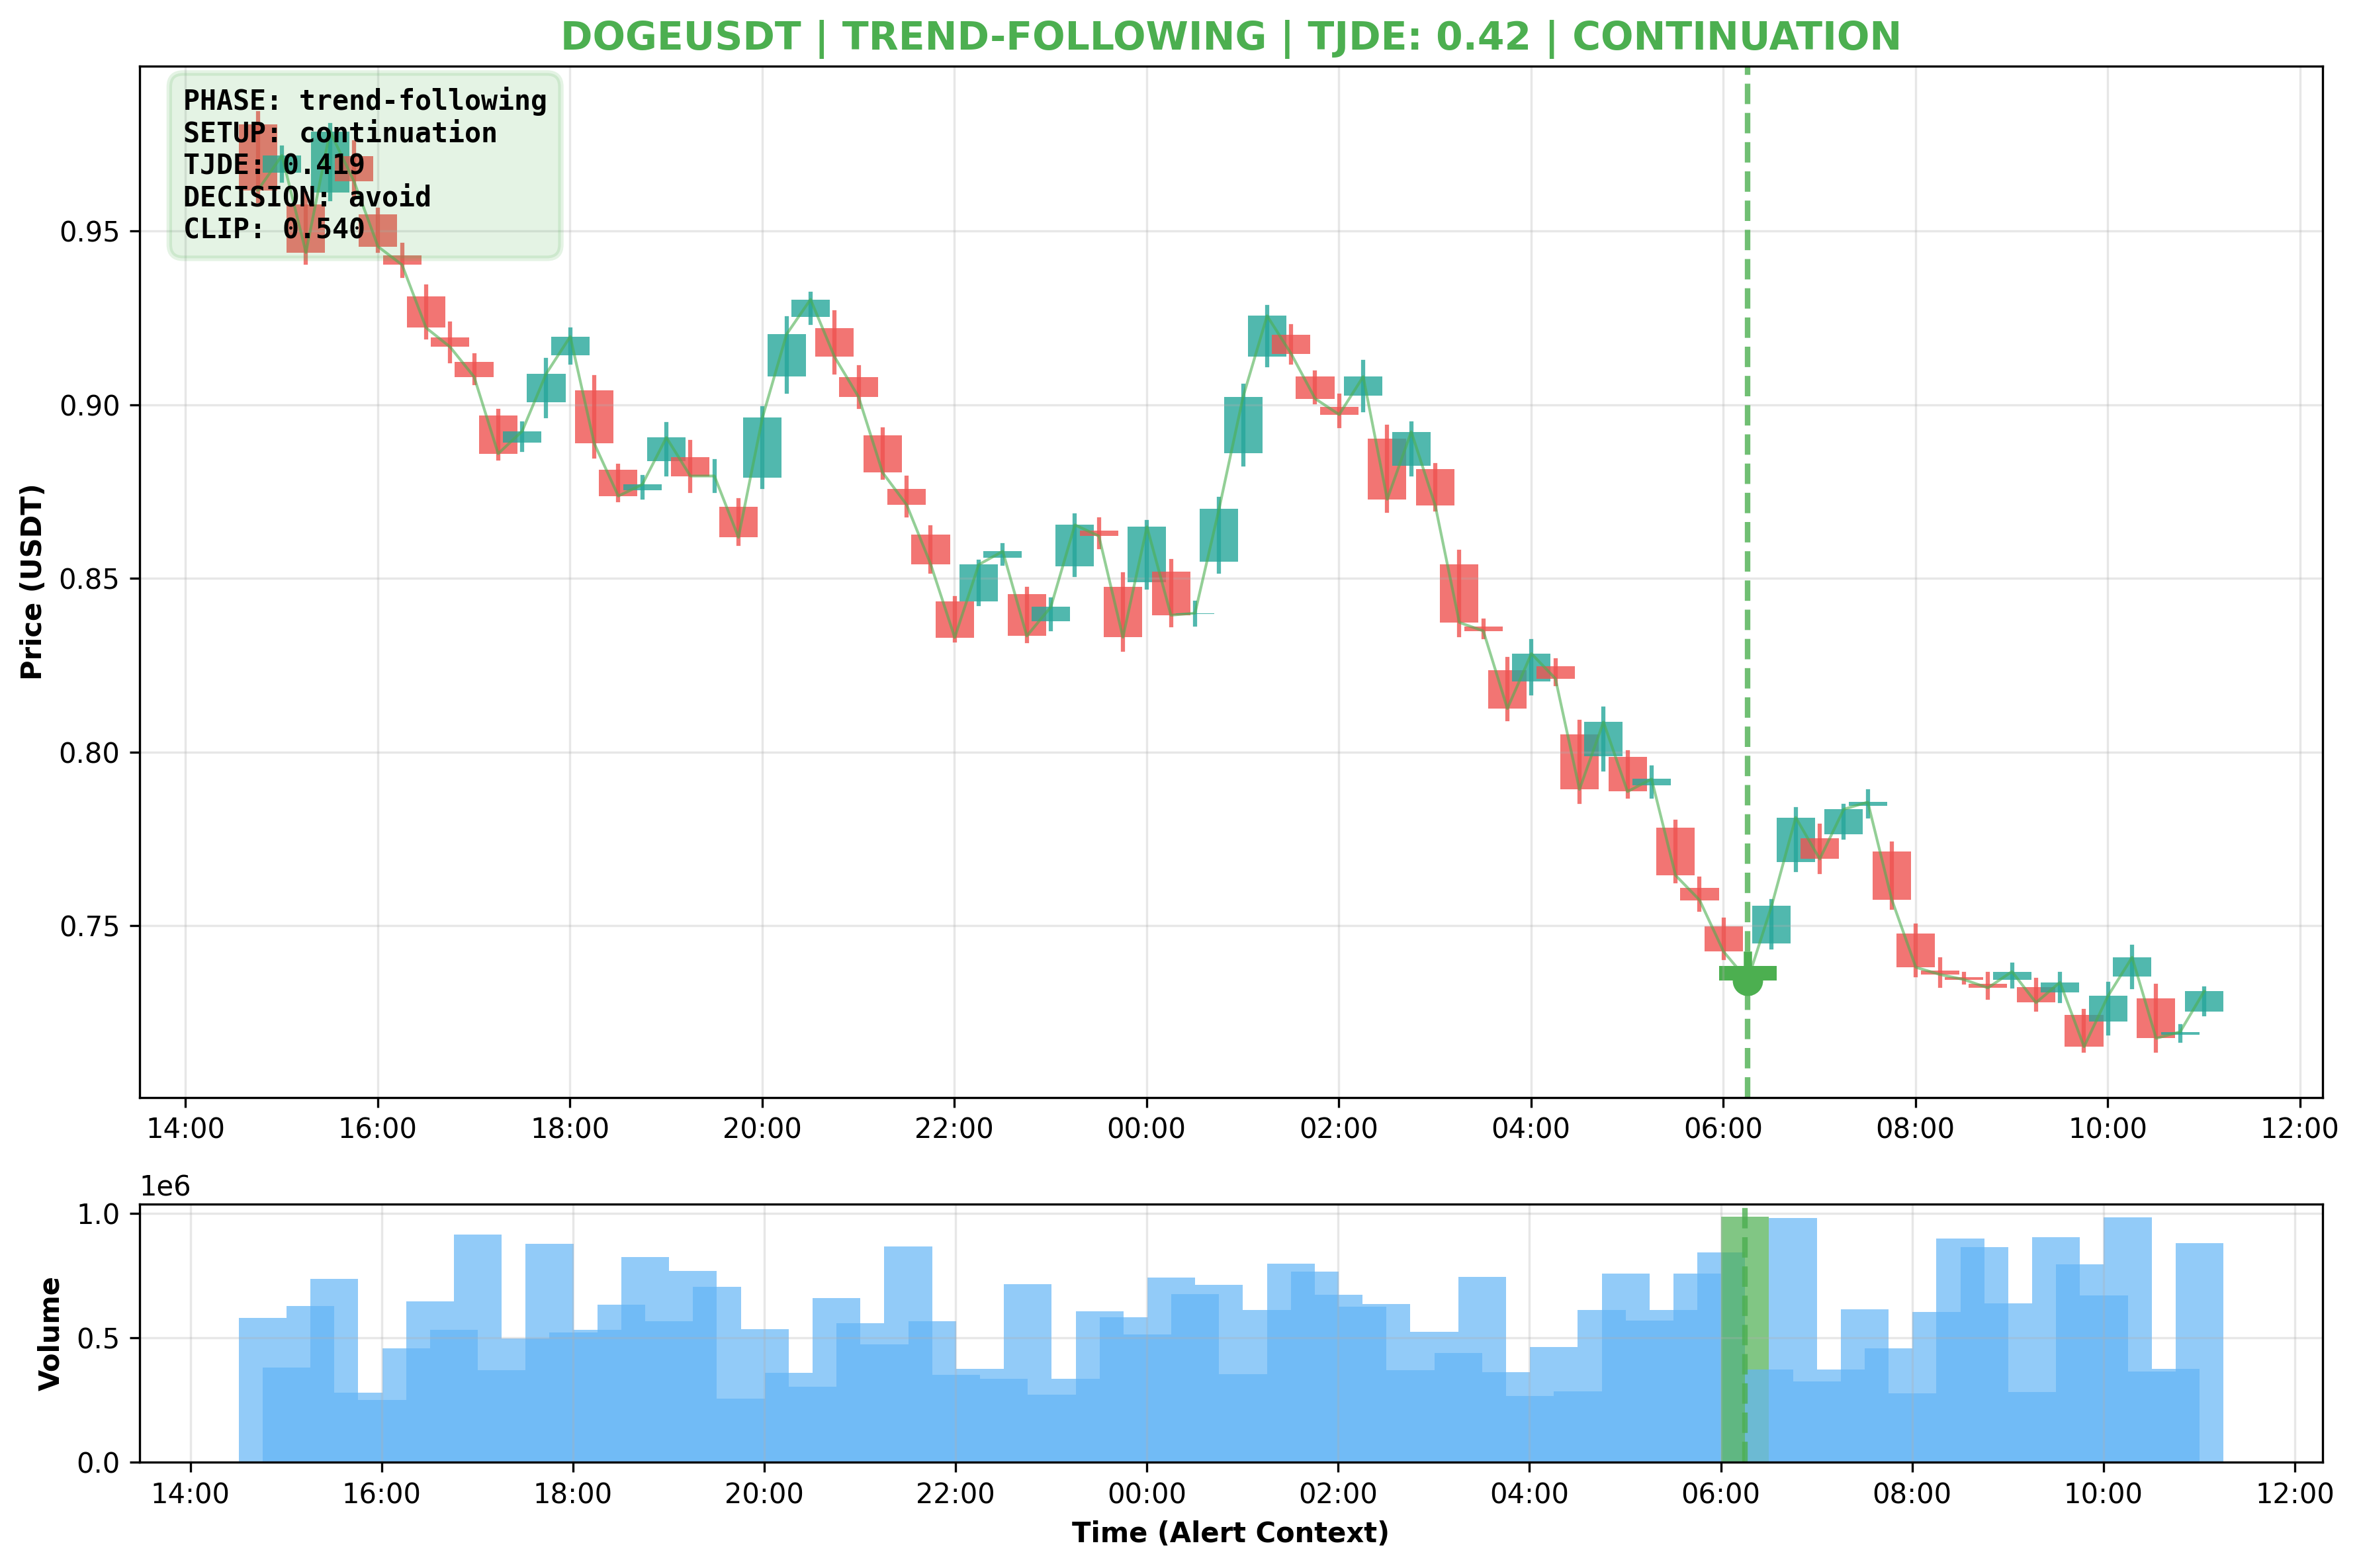 DOGEUSDT | TREND-FOLLOWING | TJDE: 0.42 | CONTINUATION
PHASE: trend-following
SETUP: continuation
TJDE: 0.419
DECISION: avoid
CLIP: 0.540
Price (USDT)
0.95
0.90
0.85
0.80
0.75
14:00 16:00 18:00 20:00 22:00 00:00 02:00 04:00 06:00 08:00 10:00 12:00
1e6
Volume
1.0
0.5
0.0
14:00 16:00 18:00 20:00 22:00 00:00 02:00 04:00 06:00 08:00 10:00 12:00
Time (Alert Context)